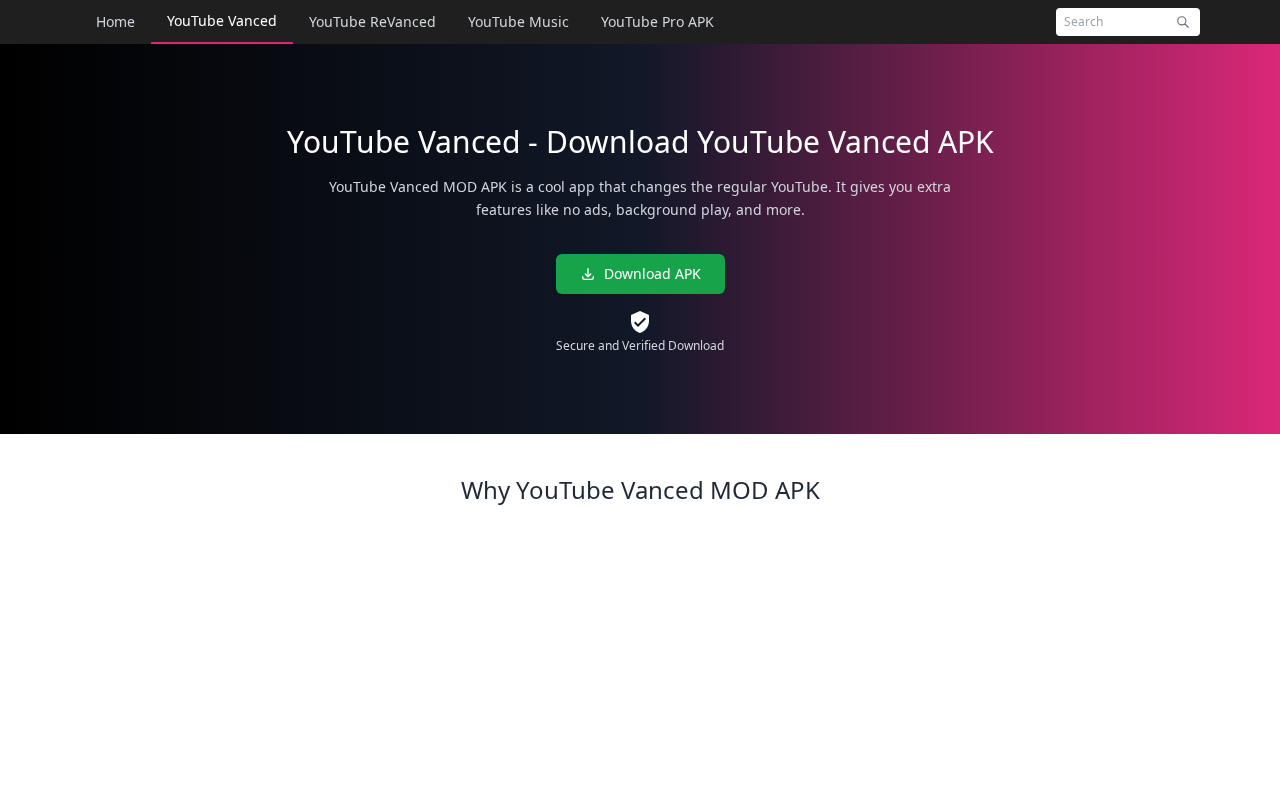 Home YouTube Vanced YouTube ReVanced YouTube Music YouTube Pro APK Search
YouTube Vanced - Download YouTube Vanced APK
YouTube Vanced MOD APK is a cool app that changes the regular YouTube. It gives you extra
features like no ads, background play, and more.
Download APK
Secure and Verified Download
Why YouTube Vanced MOD APK